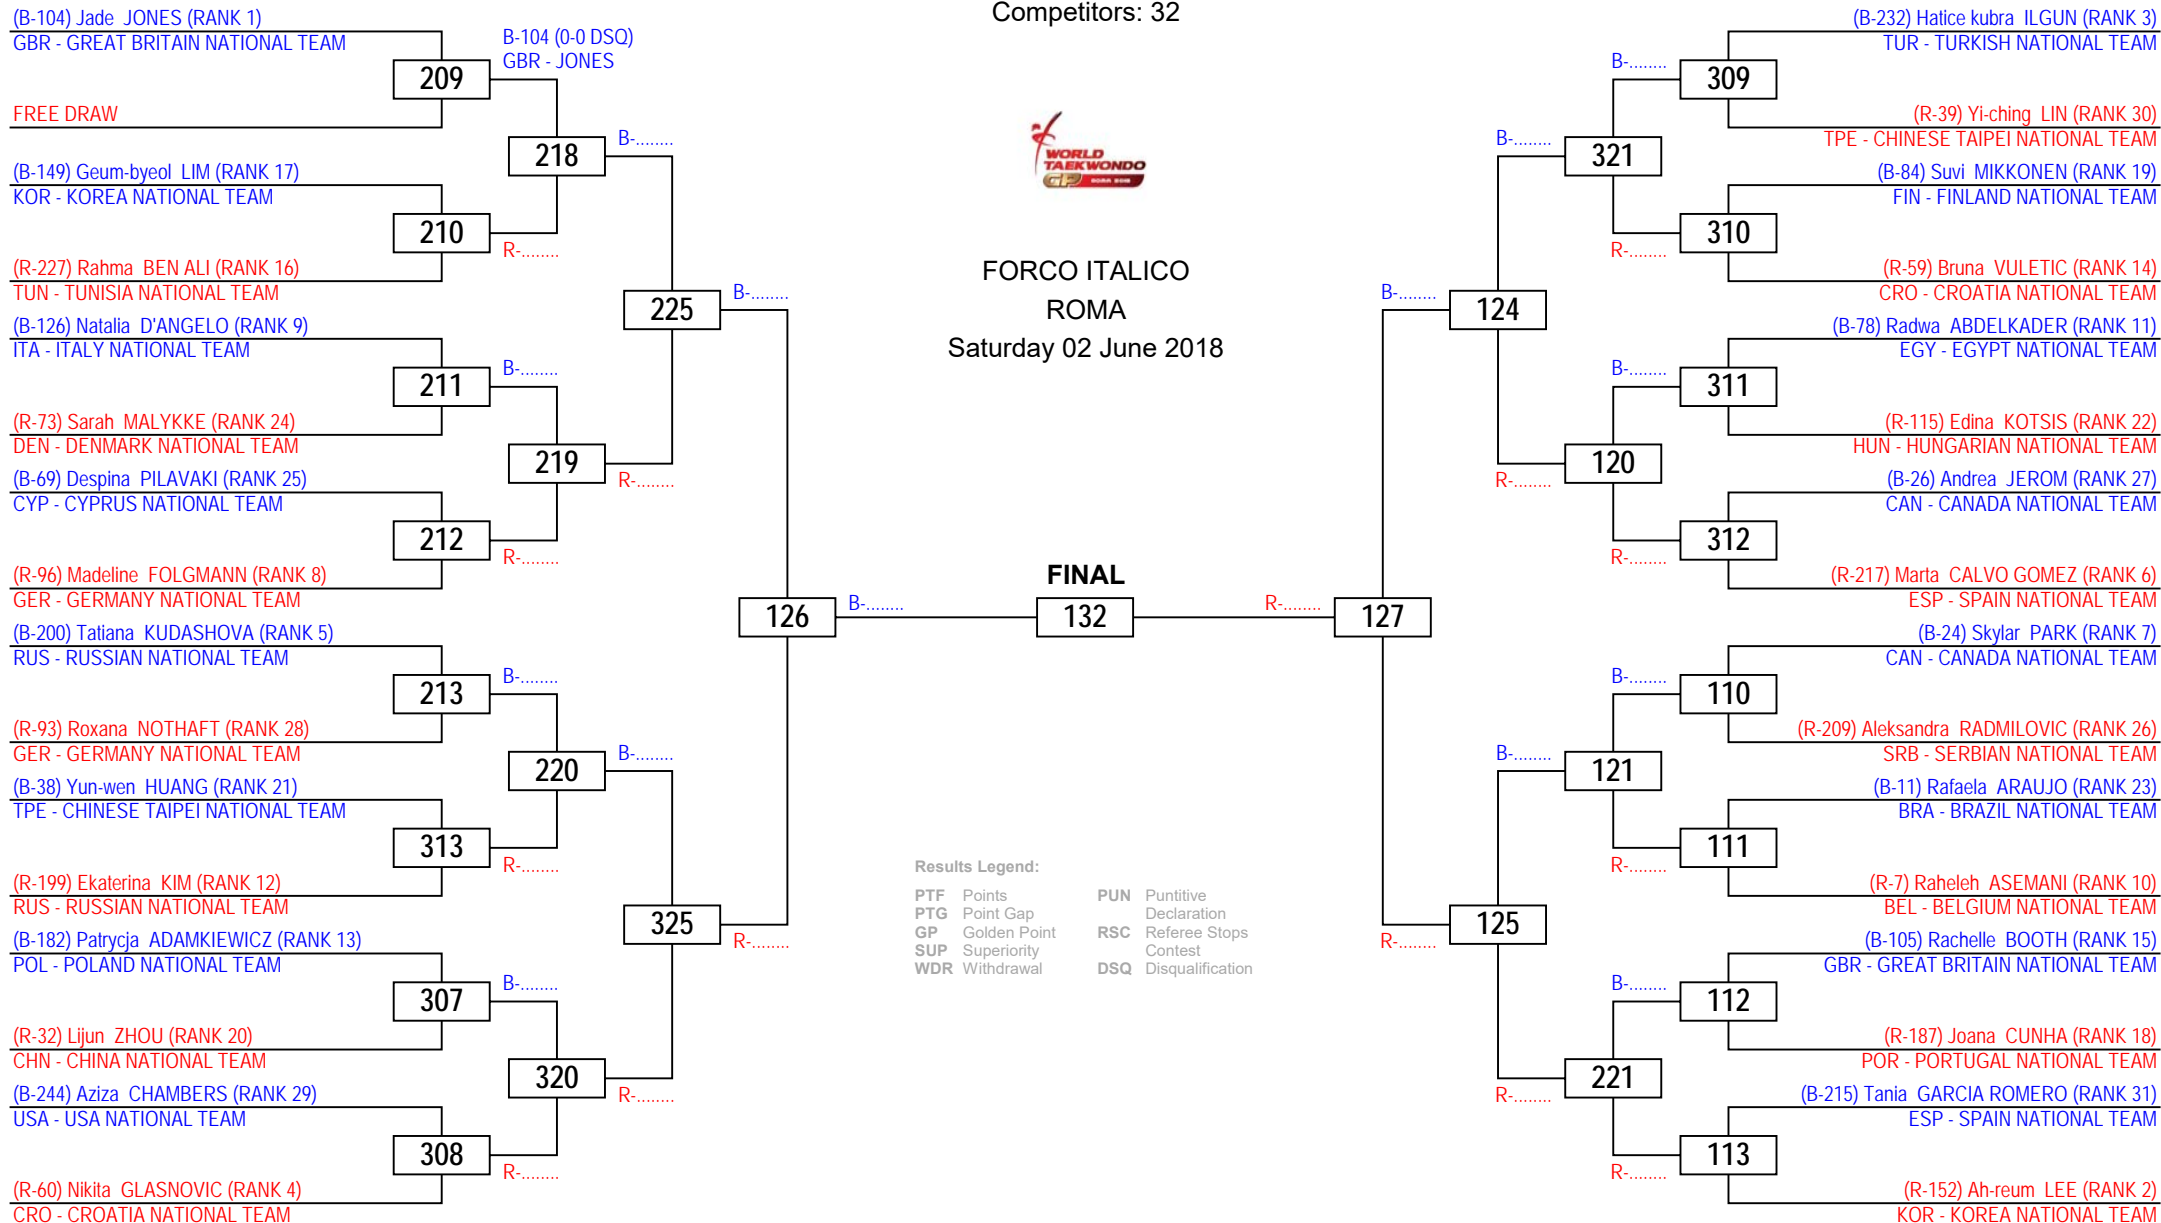 Competitors: 32
WORLD
TAEKWONDO
GP ROMA 2018
FORCO ITALICO
ROMA
Saturday 02 June 2018
(B-104) Jade JONES (RANK 1)
GBR - GREAT BRITAIN NATIONAL TEAM
209
FREE DRAW
B-104 (0-0 DSQ)
GBR - JONES
218
(B-149) Geum-byeol LIM (RANK 17)
KOR - KOREA NATIONAL TEAM
210
R-........
(R-227) Rahma BEN ALI (RANK 16)
TUN - TUNISIA NATIONAL TEAM
B-........
225
B-........
(B-126) Natalia D'ANGELO (RANK 9)
ITA - ITALY NATIONAL TEAM
211
B-........
(R-73) Sarah MALYKKE (RANK 24)
DEN - DENMARK NATIONAL TEAM
219
R-........
(B-69) Despina PILAVAKI (RANK 25)
CYP - CYPRUS NATIONAL TEAM
212
R-........
(R-96) Madeline FOLGMANN (RANK 8)
GER - GERMANY NATIONAL TEAM
126
B-........
(B-200) Tatiana KUDASHOVA (RANK 5)
RUS - RUSSIAN NATIONAL TEAM
213
B-........
(R-93) Roxana NOTHAFT (RANK 28)
GER - GERMANY NATIONAL TEAM
220
B-........
(B-38) Yun-wen HUANG (RANK 21)
TPE - CHINESE TAIPEI NATIONAL TEAM
313
R-........
(R-199) Ekaterina KIM (RANK 12)
RUS - RUSSIAN NATIONAL TEAM
325
R-........
(B-182) Patrycja ADAMKIEWICZ (RANK 13)
POL - POLAND NATIONAL TEAM
307
B-........
(R-32) Lijun ZHOU (RANK 20)
CHN - CHINA NATIONAL TEAM
320
R-........
(B-244) Aziza CHAMBERS (RANK 29)
USA - USA NATIONAL TEAM
308
R-........
(R-60) Nikita GLASNOVIC (RANK 4)
CRO - CROATIA NATIONAL TEAM
FINAL
132
Results Legend:
PTF Points
PTG Point Gap
GP Golden Point
SUP Superiority
WDR Withdrawal
PUN Puntitive
Declaration
RSC Referee Stops
Contest
DSQ Disqualification
(B-232) Hatice kubra ILGUN (RANK 3)
TUR - TURKISH NATIONAL TEAM
B-........
309
(R-39) Yi-ching LIN (RANK 30)
TPE - CHINESE TAIPEI NATIONAL TEAM
B-........
321
(B-84) Suvi MIKKONEN (RANK 19)
FIN - FINLAND NATIONAL TEAM
310
R-........
(R-59) Bruna VULETIC (RANK 14)
CRO - CROATIA NATIONAL TEAM
B-........
124
(B-78) Radwa ABDELKADER (RANK 11)
EGY - EGYPT NATIONAL TEAM
B-........
311
(R-115) Edina KOTSIS (RANK 22)
HUN - HUNGARIAN NATIONAL TEAM
120
R-........
(B-26) Andrea JEROM (RANK 27)
CAN - CANADA NATIONAL TEAM
312
R-........
(R-217) Marta CALVO GOMEZ (RANK 6)
ESP - SPAIN NATIONAL TEAM
R-........
127
(B-24) Skylar PARK (RANK 7)
CAN - CANADA NATIONAL TEAM
B-........
110
(R-209) Aleksandra RADMILOVIC (RANK 26)
SRB - SERBIAN NATIONAL TEAM
B-........
121
(B-11) Rafaela ARAUJO (RANK 23)
BRA - BRAZIL NATIONAL TEAM
111
R-........
(R-7) Raheleh ASEMANI (RANK 10)
BEL - BELGIUM NATIONAL TEAM
125
R-........
(B-105) Rachelle BOOTH (RANK 15)
GBR - GREAT BRITAIN NATIONAL TEAM
B-........
112
(R-187) Joana CUNHA (RANK 18)
POR - PORTUGAL NATIONAL TEAM
221
R-........
(B-215) Tania GARCIA ROMERO (RANK 31)
ESP - SPAIN NATIONAL TEAM
113
R-........
(R-152) Ah-reum LEE (RANK 2)
KOR - KOREA NATIONAL TEAM